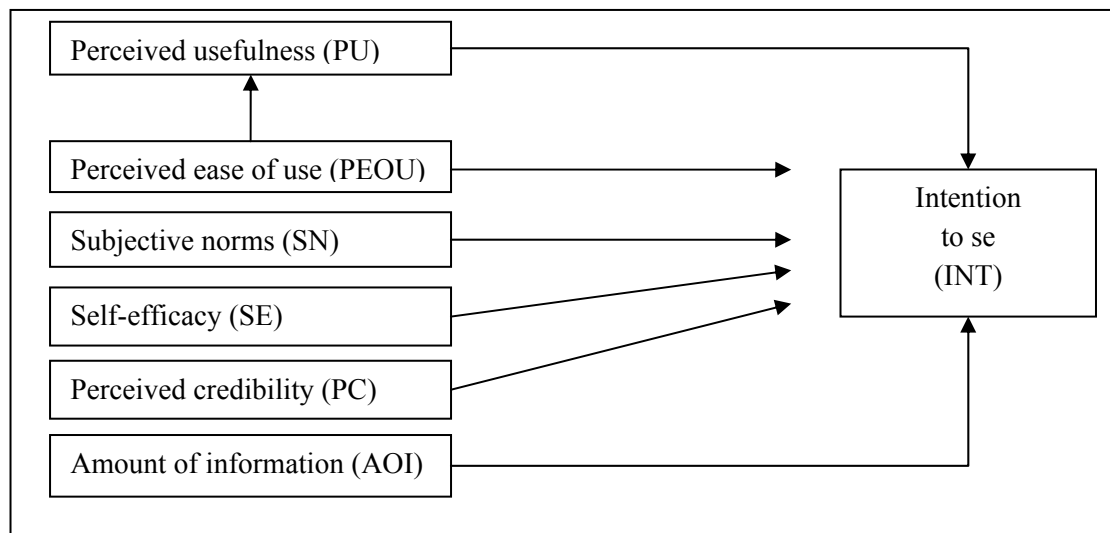 Perceived usefulness (PU)
Perceived ease of use (PEOU)
Subjective norms (SN)
Self-efficacy (SE)
Perceived credibility (PC)
Amount of information (AOI)
Intention
to se
(INT)